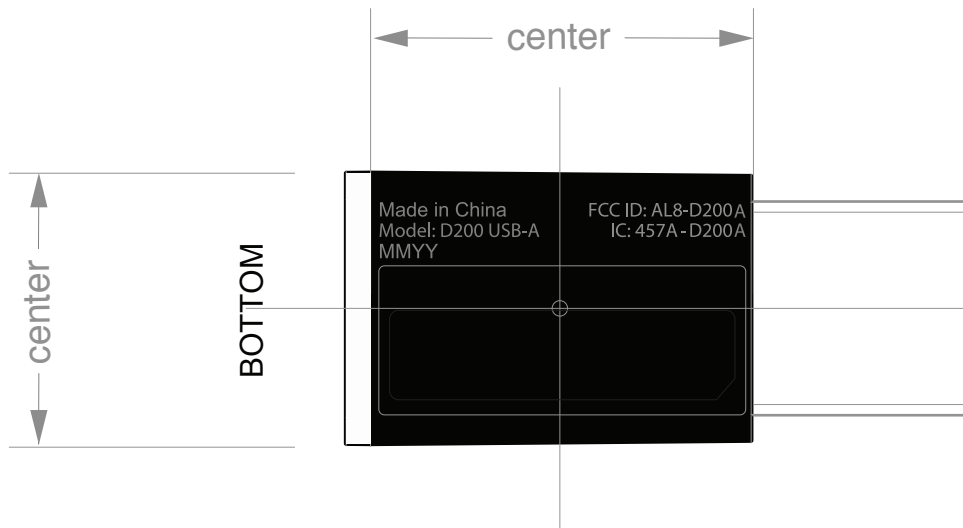 center
Made in China
Model: D200 USB-A
MMYY
FCC ID: AL8-D200A
IC: 457A-D200A
BOTTOM
center